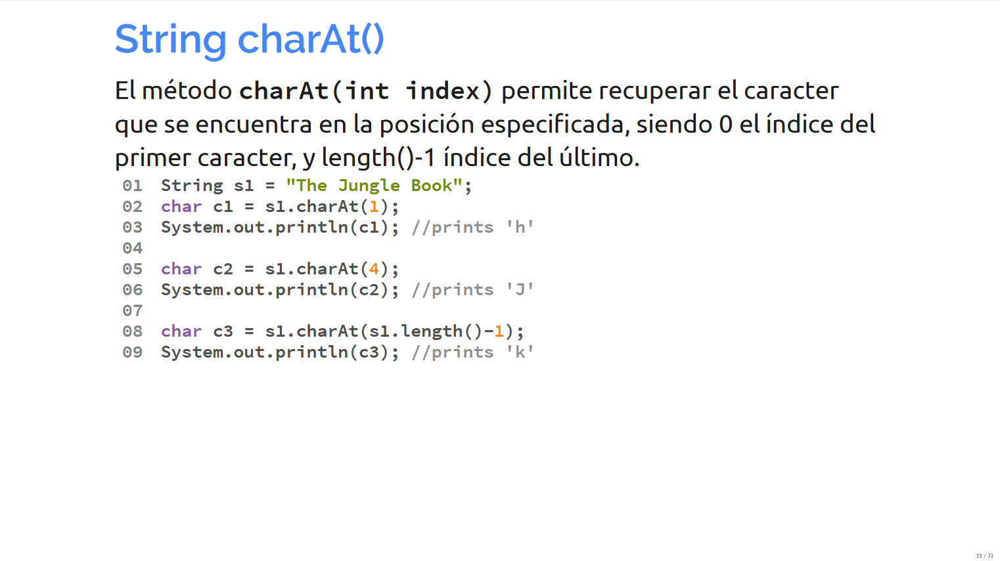 String charAt()
El método charAt(int index) permite recuperar el caracter
que se encuentra en la posición especificada, siendo 0 el índice del
primer caracter, y length()-1 índice del último.
01 String s1 = "The Jungle Book";
02 char c1 = s1.charAt(1);
03 System.out.println(c1); //prints 'h'
04
05 char c2 = s1.charAt(4);
06 System.out.println(c2); //prints 'J'
07
08 char c3 = s1.charAt(s1.length()-1);
09 System.out.println(c3); //prints 'k'
39 / 72